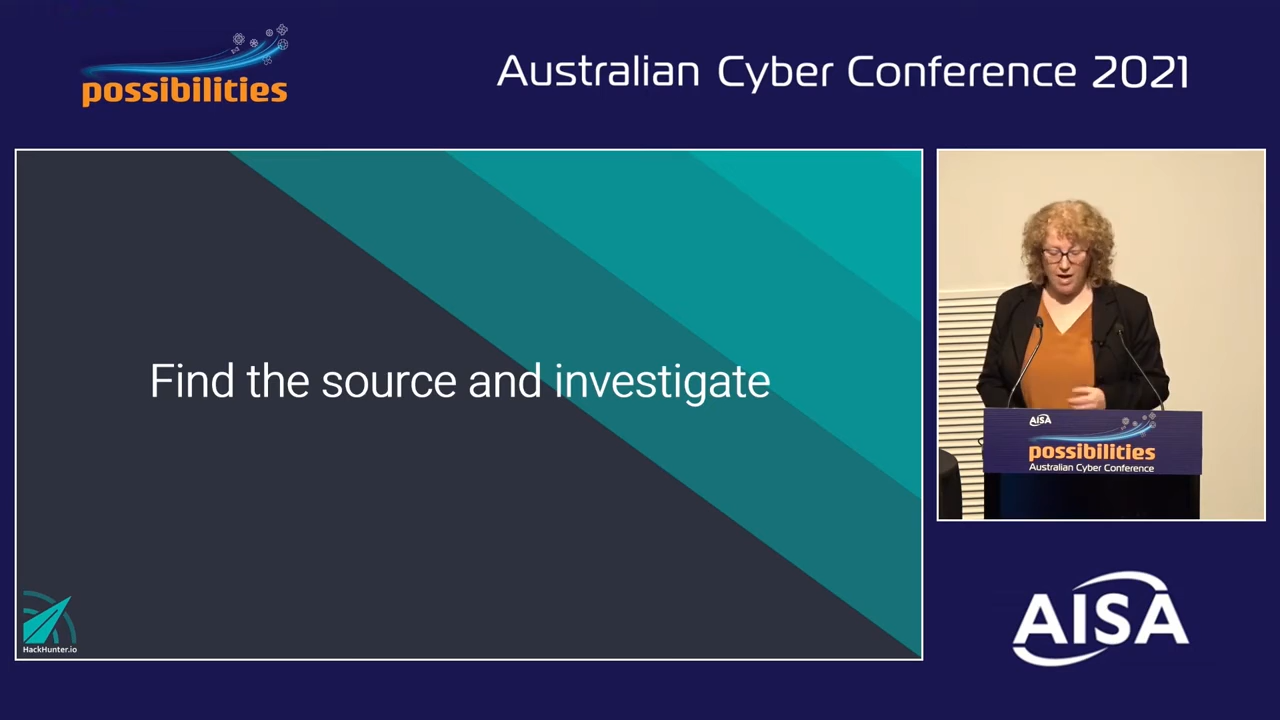 possibilities
Australian Cyber Conference 2021
Find the source and investigate
HackHunter.io
AISA
possibilities
Australian Cyber Conference
AISA